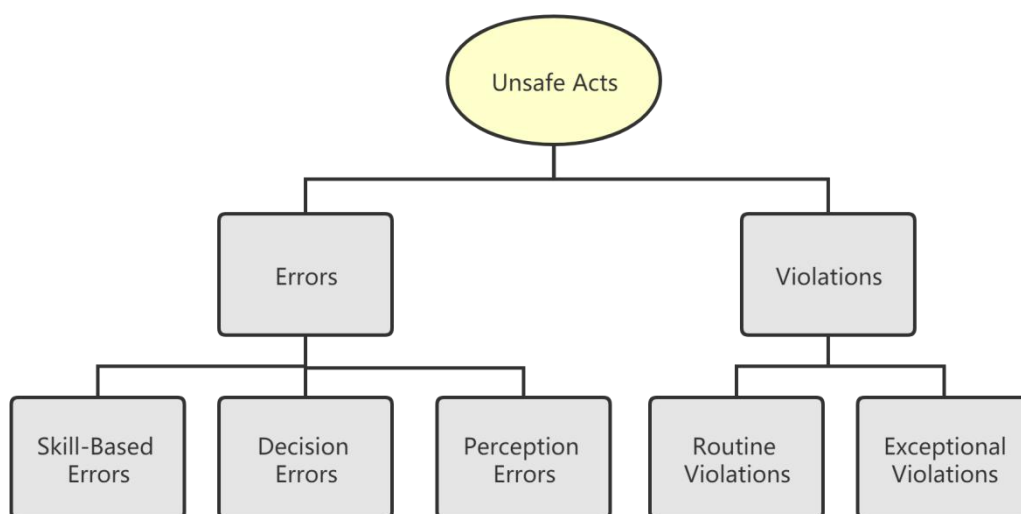 Unsafe Acts
Errors
Violations
Skill-Based
Errors
Decision
Errors
Perception
Errors
Routine
Violations
Exceptional
Violations